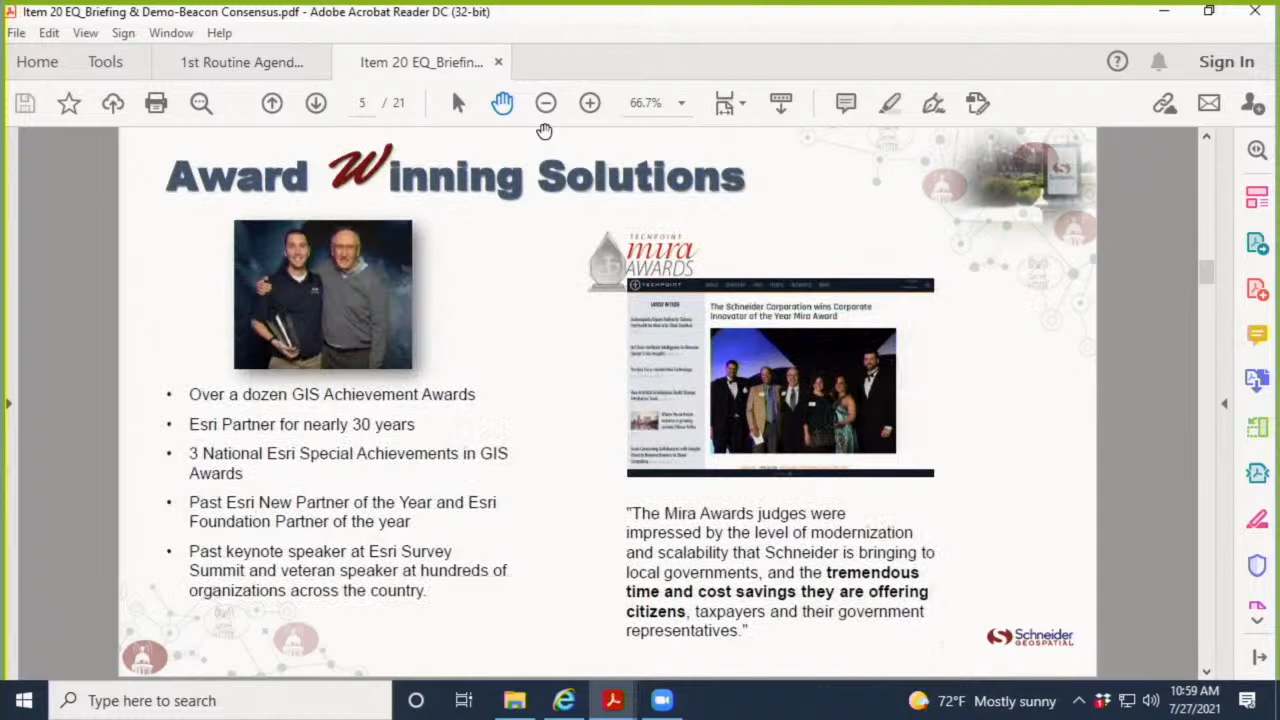 Item 20 EQ_Briefing & Demo-Beacon Consensus.pdf - Adobe Acrobat Reader DC (32-bit)
File Edit View Sign Window Help
Home Tools 1st Routine Agend... Item 20 EQ_Briefin... × Sign In
5 / 21 66.7%
Award Winning Solutions
TECHPOINT
mira
AWARDS
TECHPOINT
LATEST IN TECH
The Schneider Corporation wins Corporate
Innovator of the Year Mira Award
• Over a dozen GIS Achievement Awards
• Esri Partner for nearly 30 years
• 3 National Esri Special Achievements in GIS
Awards
• Past Esri New Partner of the Year and Esri
Foundation Partner of the year
• Past keynote speaker at Esri Survey
Summit and veteran speaker at hundreds of
organizations across the country.
"The Mira Awards judges were
impressed by the level of modernization
and scalability that Schneider is bringing to
local governments, and the tremendous
time and cost savings they are offering
citizens, taxpayers and their government
representatives."
Schneider
GEOSPATIAL
Type here to search
72°F Mostly sunny
10:59 AM
7/27/2021